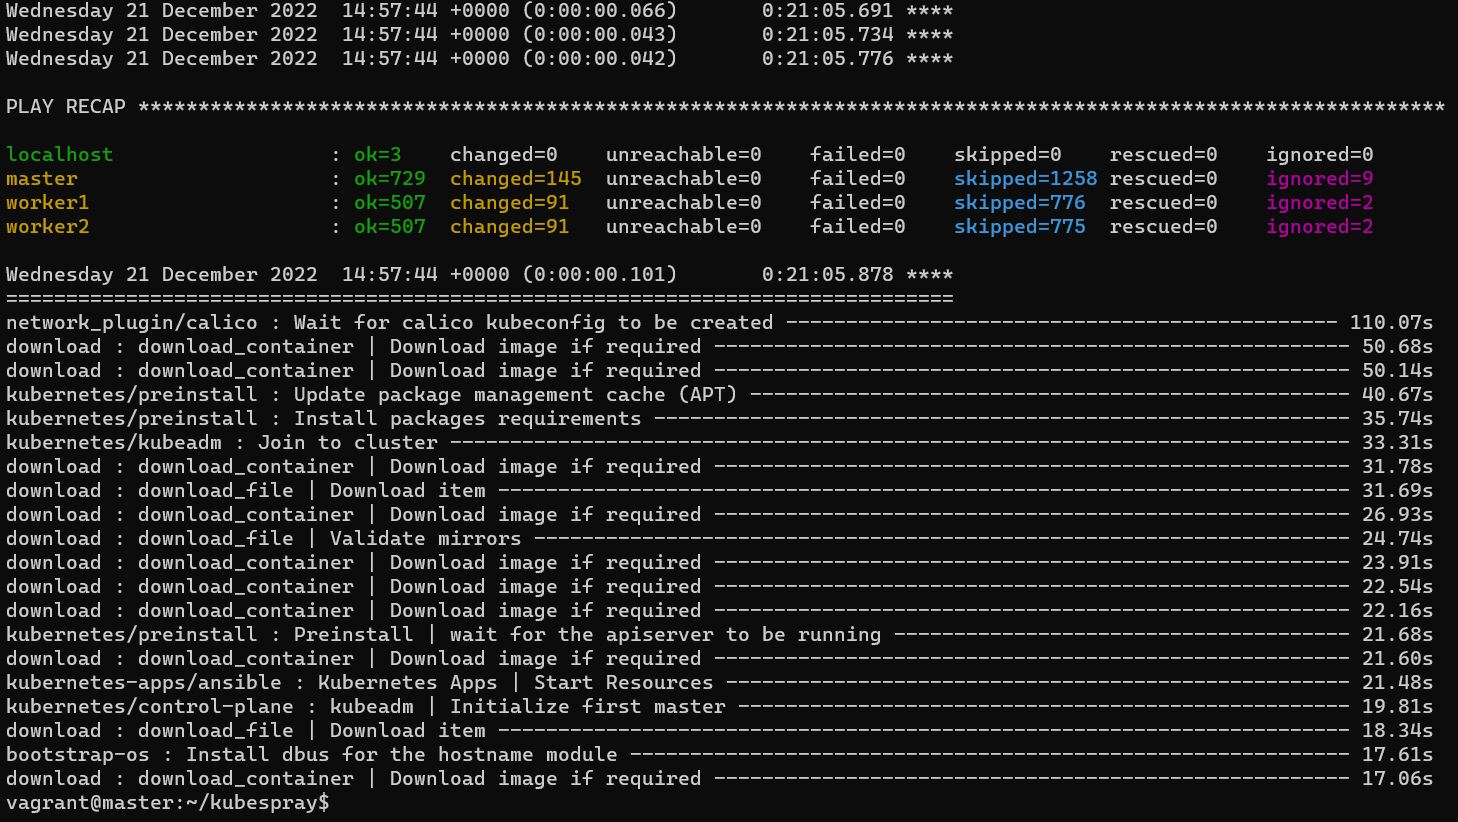 Wednesday 21 December 2022  14:57:44 +0000 (0:00:00.066)       0:21:05.691 ****
Wednesday 21 December 2022  14:57:44 +0000 (0:00:00.043)       0:21:05.734 ****
Wednesday 21 December 2022  14:57:44 +0000 (0:00:00.042)       0:21:05.776 ****
PLAY RECAP *************************************************************************************************************
localhost                  : ok=3    changed=0    unreachable=0    failed=0    skipped=0    rescued=0    ignored=0
master                     : ok=729  changed=145  unreachable=0    failed=0    skipped=1258 rescued=0    ignored=9
worker1                    : ok=507  changed=91   unreachable=0    failed=0    skipped=776  rescued=0    ignored=2
worker2                    : ok=507  changed=91   unreachable=0    failed=0    skipped=775  rescued=0    ignored=2
Wednesday 21 December 2022  14:57:44 +0000 (0:00:00.101)       0:21:05.878 ****
===============================================================================
network_plugin/calico : Wait for calico kubeconfig to be created ---------------------------------------------- 110.07s
download : download_container | Download image if required ----------------------------------------------------- 50.68s
download : download_container | Download image if required ----------------------------------------------------- 50.14s
kubernetes/preinstall : Update package management cache (APT) -------------------------------------------------- 40.67s
kubernetes/preinstall : Install packages requirements ---------------------------------------------------------- 35.74s
kubernetes/kubeadm : Join to cluster --------------------------------------------------------------------------- 33.31s
download : download_container | Download image if required ----------------------------------------------------- 31.78s
download : download_file | Download item ----------------------------------------------------------------------- 31.69s
download : download_container | Download image if required ----------------------------------------------------- 26.93s
download : download_file | Validate mirrors -------------------------------------------------------------------- 24.74s
download : download_container | Download image if required ----------------------------------------------------- 23.91s
download : download_container | Download image if required ----------------------------------------------------- 22.54s
download : download_container | Download image if required ----------------------------------------------------- 22.16s
kubernetes/preinstall : Preinstall | wait for the apiserver to be running -------------------------------------- 21.68s
download : download_container | Download image if required ----------------------------------------------------- 21.60s
kubernetes-apps/ansible : Kubernetes Apps | Start Resources ---------------------------------------------------- 21.48s
kubernetes/control-plane : kubeadm | Initialize first master --------------------------------------------------- 19.81s
download : download_file | Download item ----------------------------------------------------------------------- 18.34s
bootstrap-os : Install dbus for the hostname module ------------------------------------------------------------ 17.61s
download : download_container | Download image if required ----------------------------------------------------- 17.06s
vagrant@master:~/kubespray$